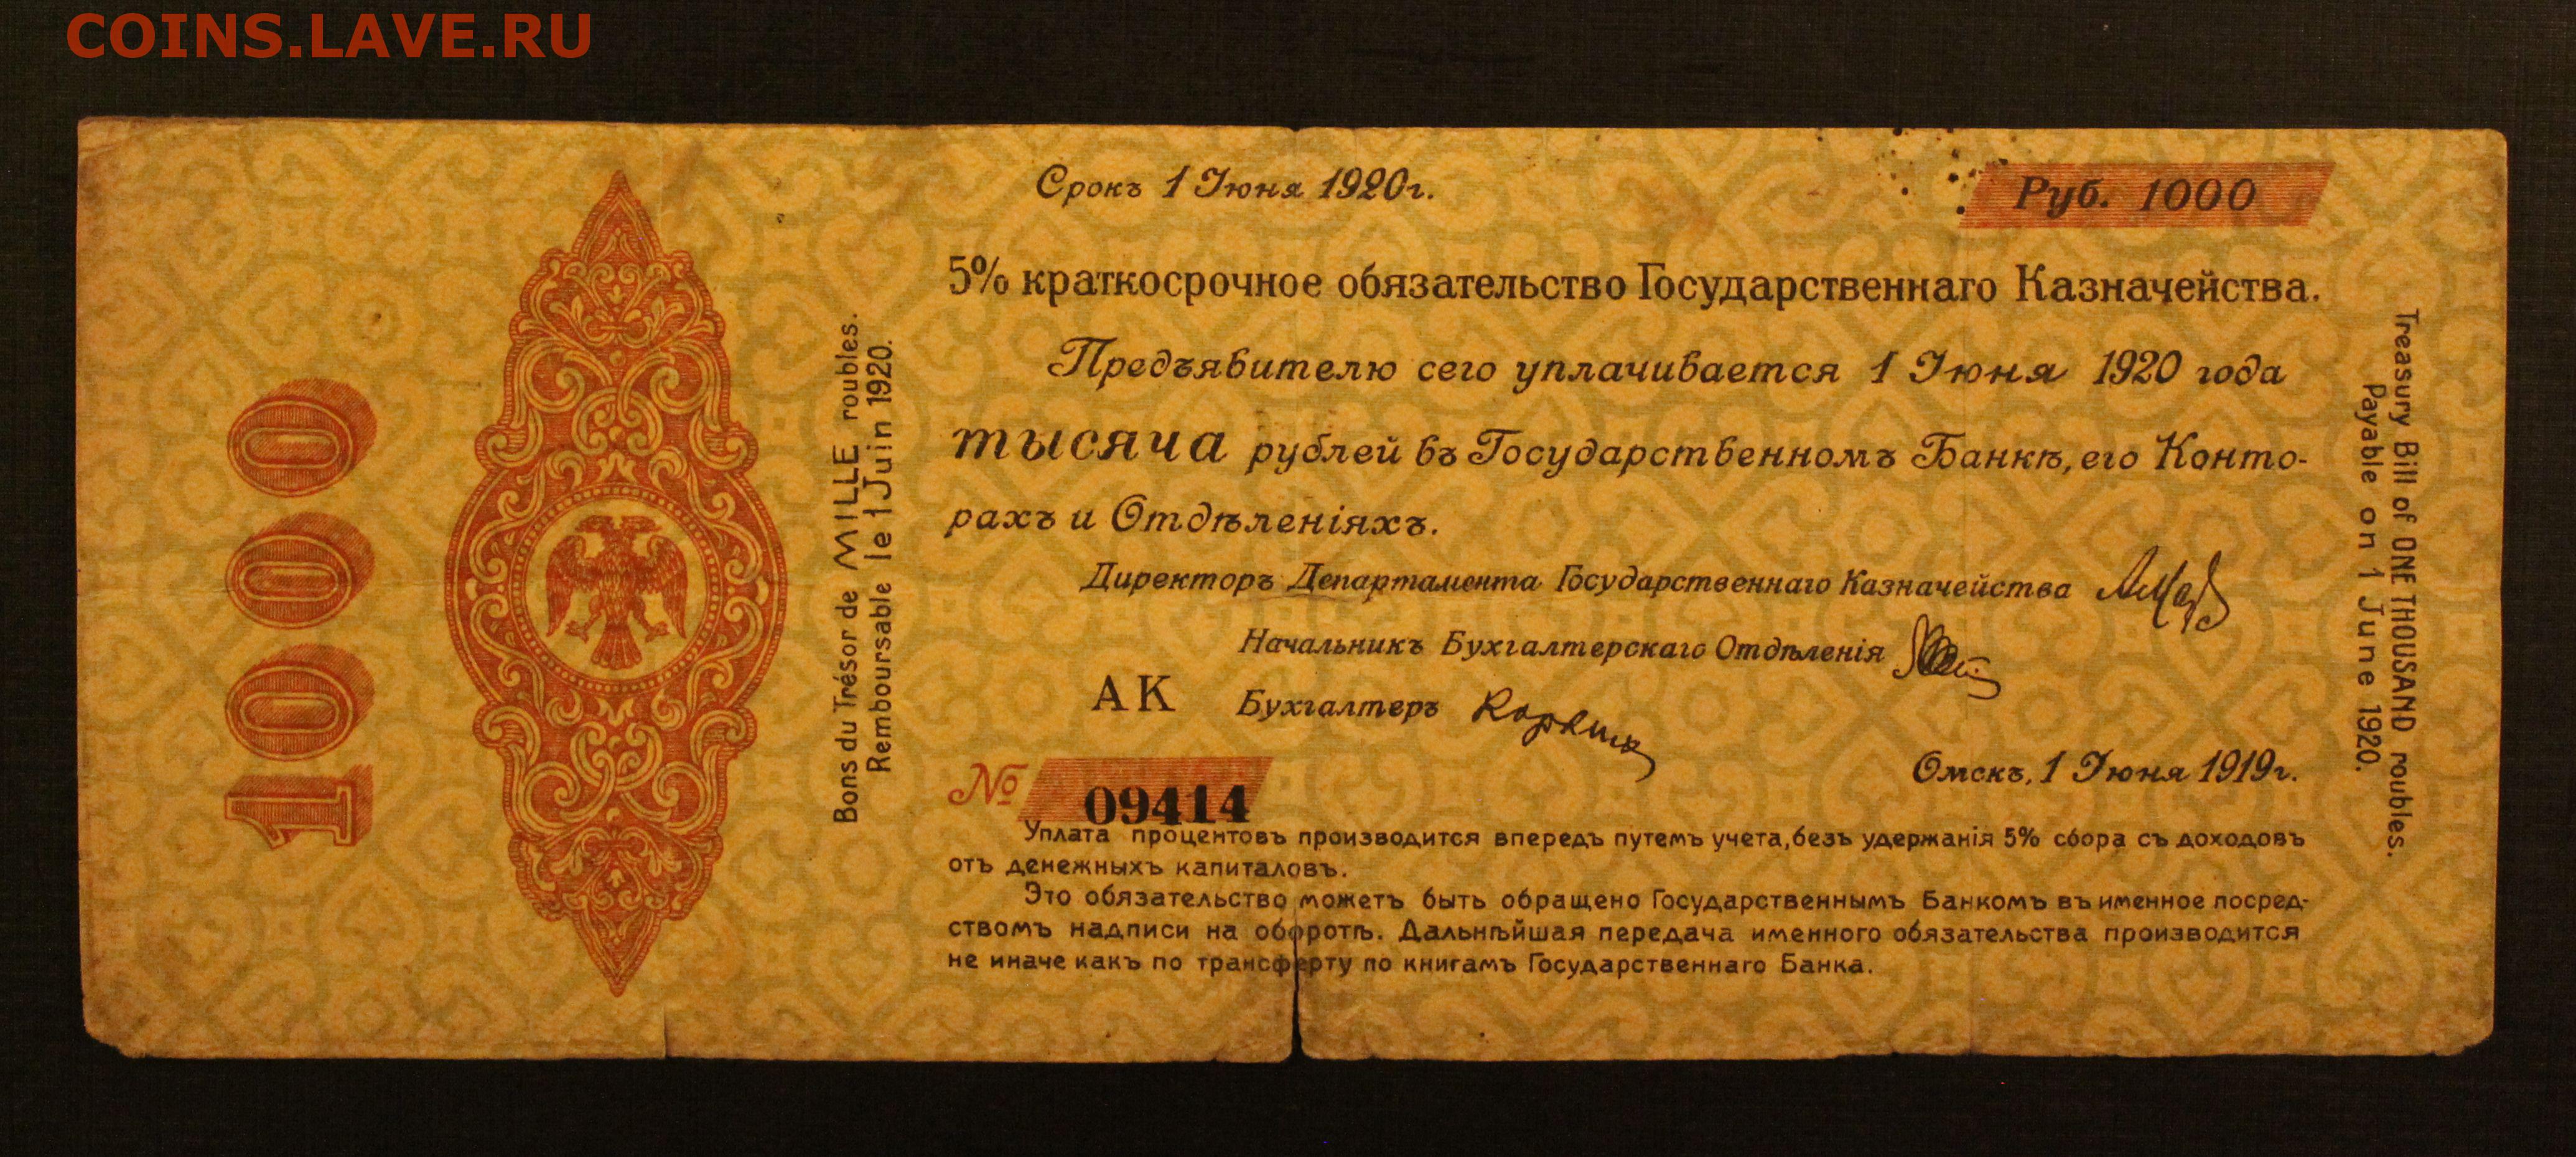 COINS.LAVE.RU
1000
Bons du Trésor de MILLE roubles.
Remboursable le 1 Juin 1920.
Срокъ 1 Июня 1920г.
Руб. 1000
5% краткосрочное обязательство Государственнаго Казначейства.
Предъявителю сего уплачивается 1 Июня 1920 года
тысяча рублей въ Государственномъ Банкѣ, его Конто-
рахъ и Отдѣленіяхъ.
Директоръ Департамента Государственнаго Казначейства
Начальникъ Бухгалтерскаго Отдѣленія
АК Бухгалтеръ
Омскъ, 1 Июня 1919г.
№ 09414
Уплата процентовъ производится впередъ путемъ учета, безъ удержанія 5% сбора съ доходовъ
отъ денежныхъ капиталовъ.
Это обязательство можетъ быть обращено Государственнымъ Банкомъ въ именное посред-
ствомъ надписи на оборотѣ. Дальнѣйшая передача именного обязательства производится
не иначе какъ по трансферту по книгамъ Государственнаго Банка.
Treasury Bill of ONE THOUSAND roubles.
Payable on 1 June 1920.